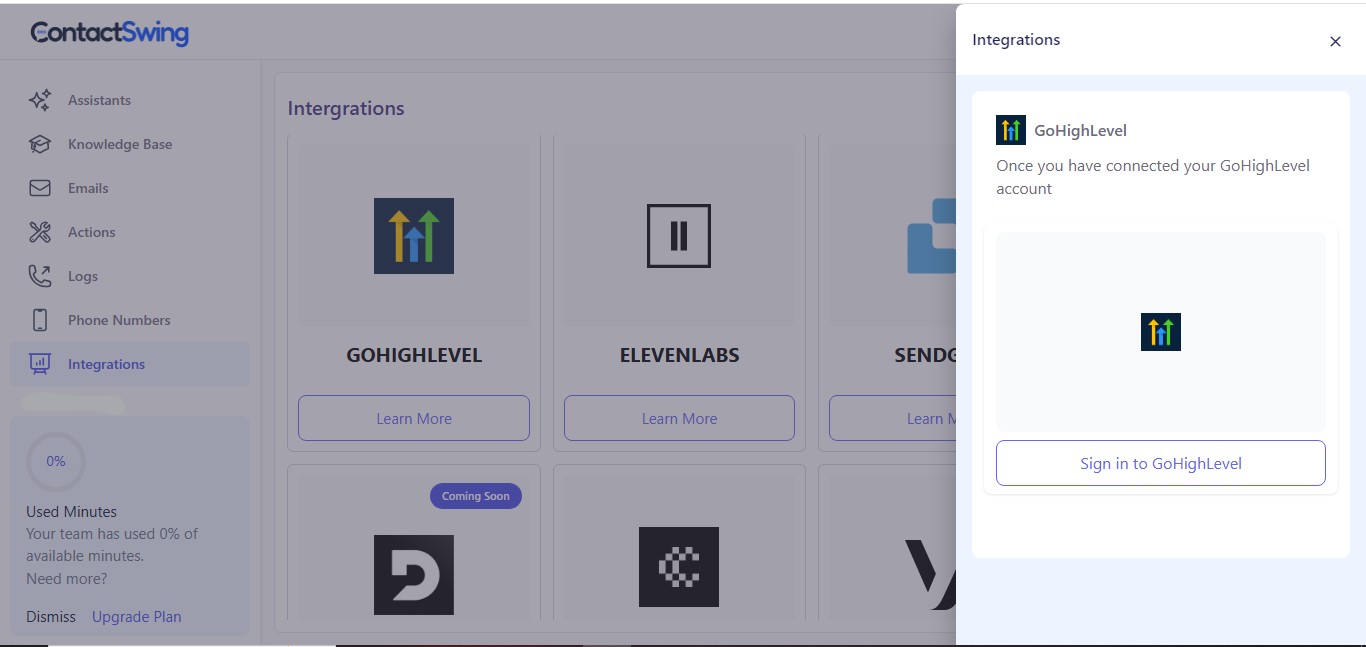 ContactSwing
Assistants
Knowledge Base
Emails
Actions
Logs
Phone Numbers
Integrations
0%
Used Minutes
Your team has used 0% of
available minutes.
Need more?
Dismiss Upgrade Plan
Intergrations
GOHIGHLEVEL
Learn More
ELEVENLABS
Learn More
SENDG
Learn M
Coming Soon
Integrations
GoHighLevel
Once you have connected your GoHighLevel
account
Sign in to GoHighLevel